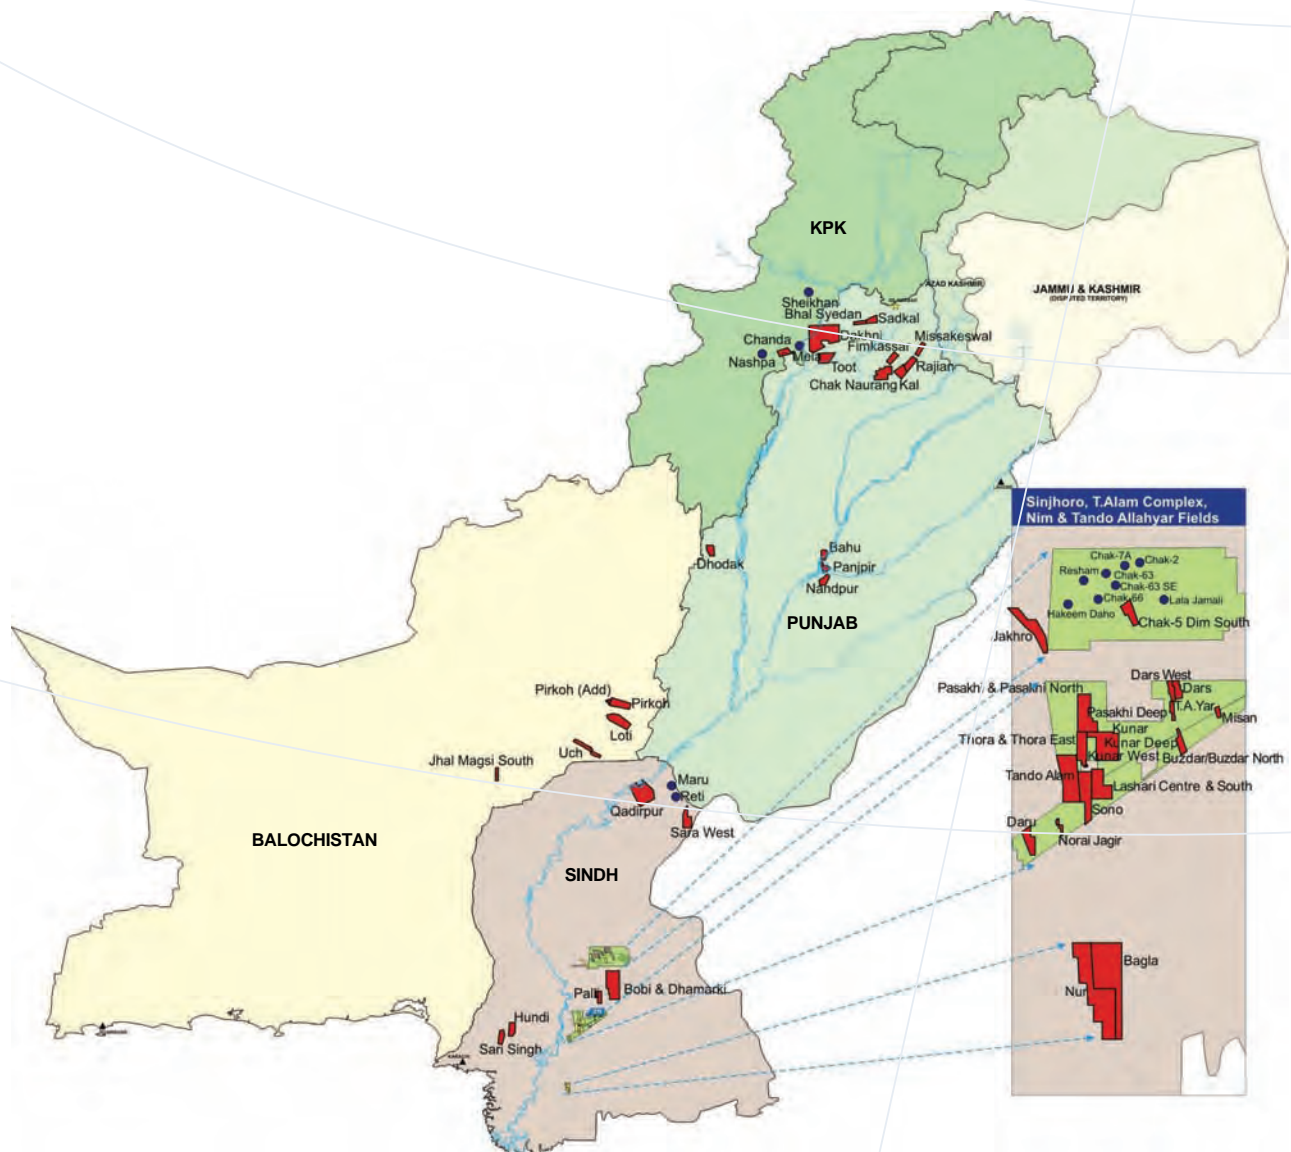 KPK
AZAD KASHMIR)
JAMMU & KASHMIR
(DISPUTED TERRITORY)
Sheikhan
Bhal Syedan
Sadkal
Dakhni
Missakeswal
Chanda
Fimkassar
Mela
Nashpa
Toot
Rajian
Chak Naurang
Kal
Sinjhoro, T.Alam Complex,
Nim & Tando Allahyar Fields
Dhodak
Bahu
Panjpir
Nandpur
PUNJAB
Chak-7A
Chak-2
Resham
Chak-63
Chak-63 SE
Chak-66
Lala Jamali
Hakeem Daho
Chak-5 Dim South
Jakhro
Dars West
Pasakhi & Pasakhi North
Dars
Pasakhi Deep
T.A.Yar
Misan
Kunar
Thora & Thora East
Kunar Deep
Kunar West
Buzdar/Buzdar North
Tando Alam
Lashari Centre & South
Sono
Daru
Norai Jagir
Bagla
Nur
Pirkoh (Add)
Pirkoh
Loti
Uch
Jhal Magsi South
Maru
Reti
Qadirpur
Sara West
BALOCHISTAN
SINDH
Pali
Bobi & Dhamarki
Hundi
Sari Singh
KARACHI